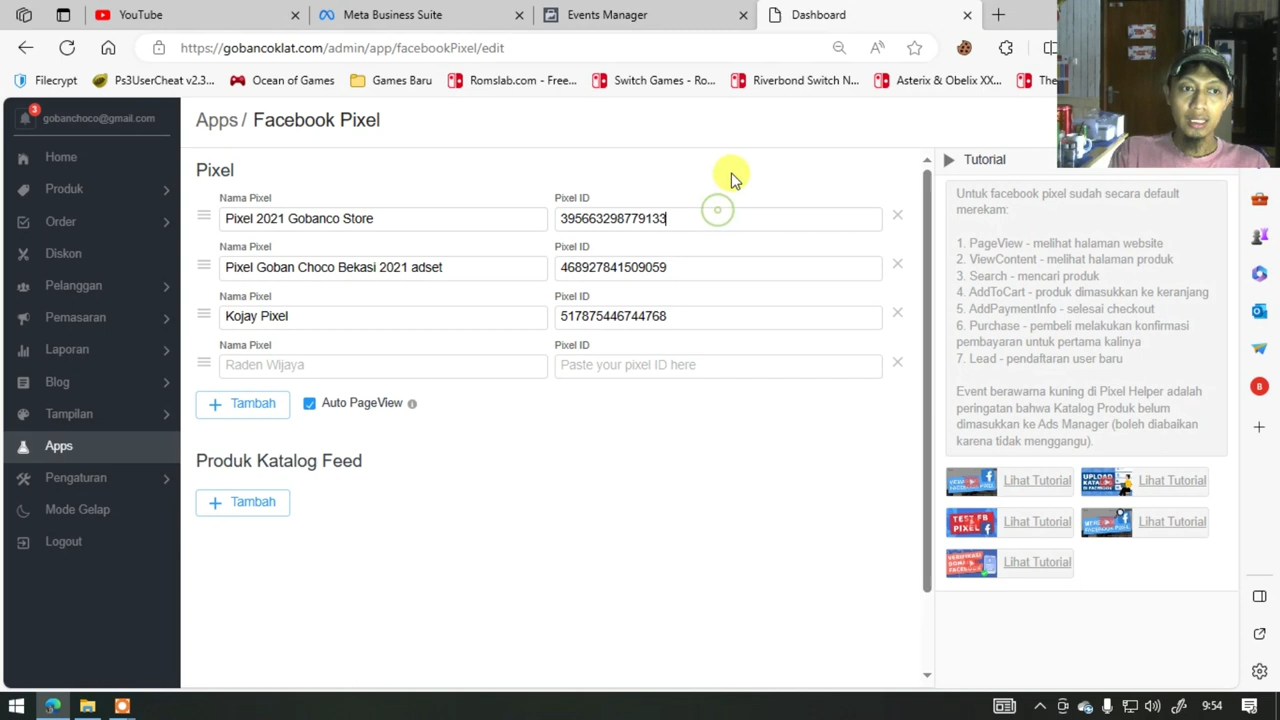 YouTube
Meta Business Suite
Events Manager
Dashboard
https://gobancoklat.com/admin/app/facebookPixel/edit
Filecrypt
Ps3UserCheat v2.3...
Ocean of Games
Games Baru
Romslab.com - Free...
Switch Games - Ro...
Riverbond Switch N...
Asterix & Obelix XX...
The
3
gobanchoco@gmail.com
Home
Produk
Order
Diskon
Pelanggan
Pemasaran
Laporan
Blog
Tampilan
Apps
Pengaturan
Mode Gelap
Logout
Apps / Facebook Pixel
Pixel
Nama Pixel
Pixel ID
Pixel 2021 Gobanco Store
395663298779133
Nama Pixel
Pixel ID
Pixel Goban Choco Bekasi 2021 adset
468927841509059
Nama Pixel
Pixel ID
Kojay Pixel
517875446744768
Nama Pixel
Pixel ID
Raden Wijaya
Paste your pixel ID here
+ Tambah
Auto PageView
Produk Katalog Feed
+ Tambah
Tutorial
Untuk facebook pixel sudah secara default
merekam:
1. PageView - melihat halaman website
2. ViewContent - melihat halaman produk
3. Search - mencari produk
4. AddToCart - produk dimasukkan ke keranjang
5. AddPaymentInfo - selesai checkout
6. Purchase - pembeli melakukan konfirmasi
pembayaran untuk pertama kalinya
7. Lead - pendaftaran user baru
Event berawarna kuning di Pixel Helper adalah
peringatan bahwa Katalog Produk belum
dimasukkan ke Ads Manager (boleh diabaikan
karena tidak mengganggu).
Lihat Tutorial
Lihat Tutorial
Lihat Tutorial
Lihat Tutorial
Lihat Tutorial
B
9:54